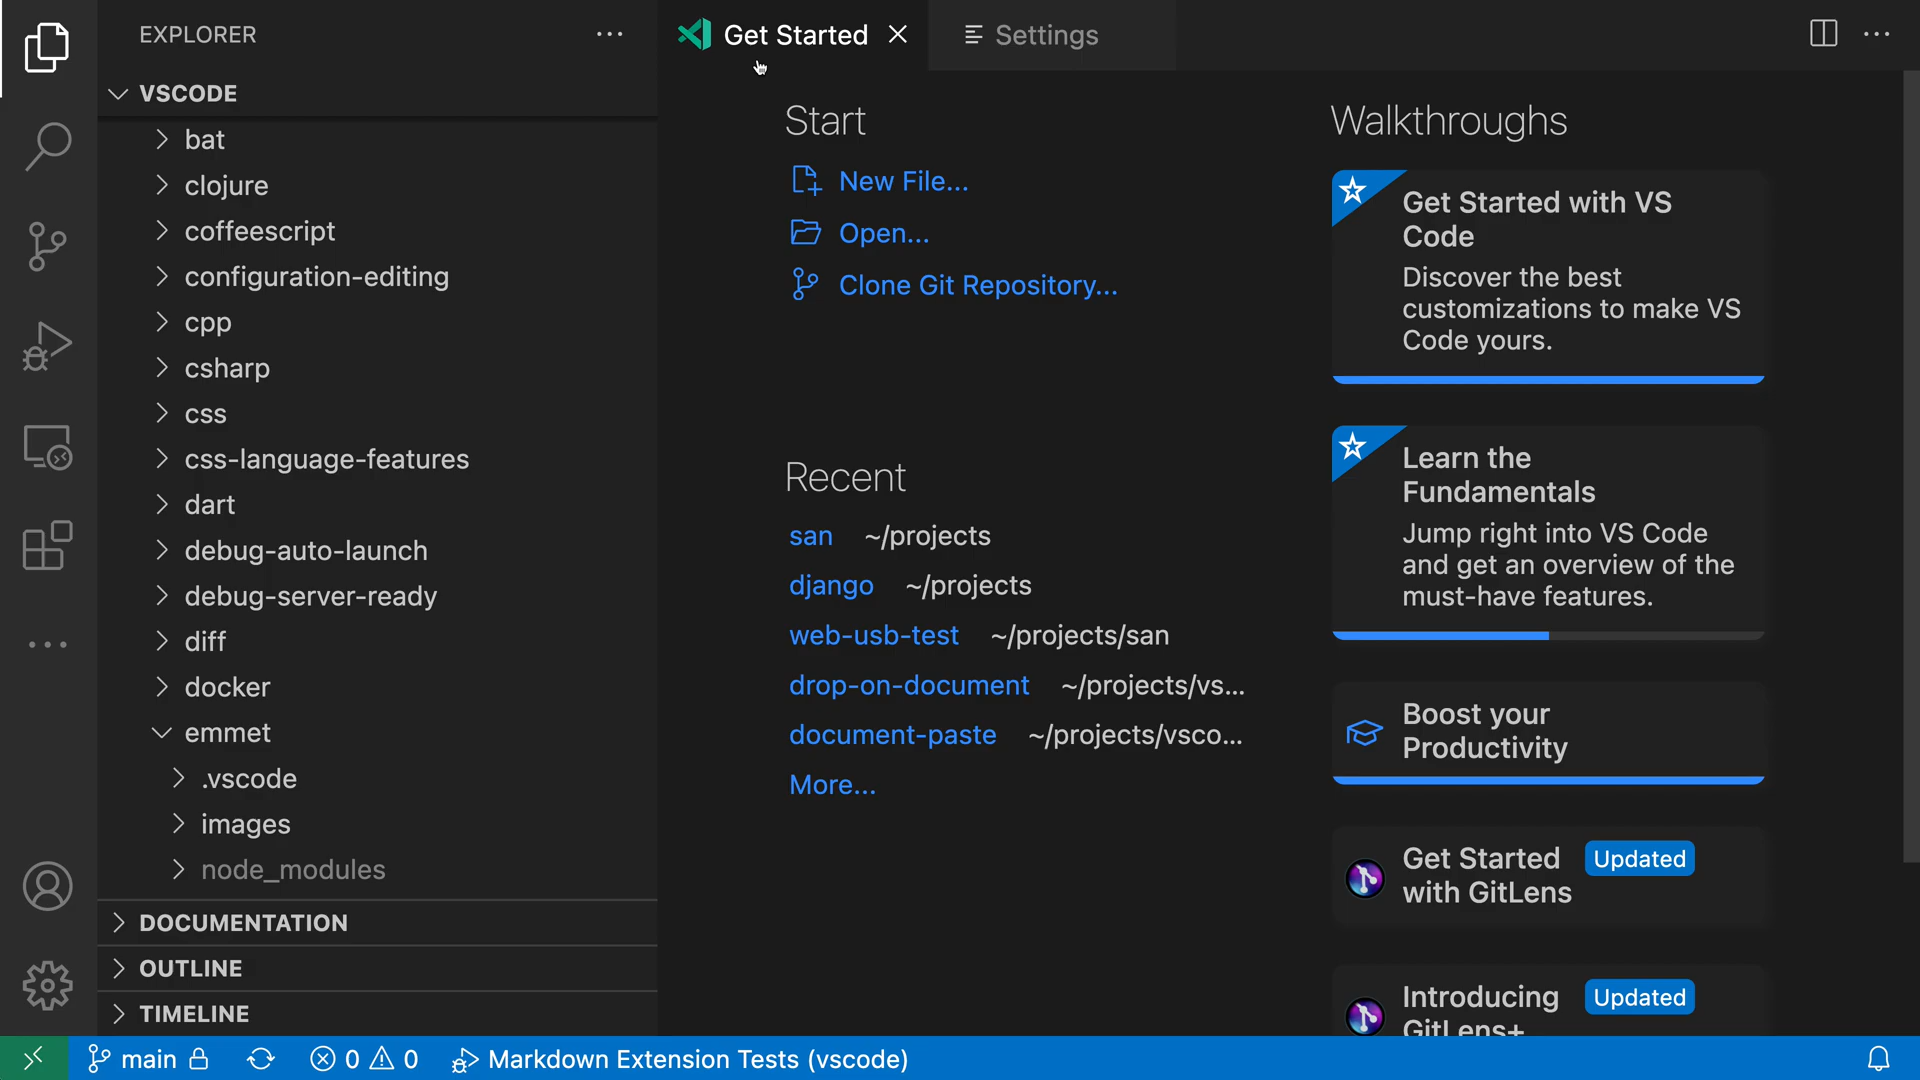 EXPLORER
VSCODE
bat
clojure
coffeescript
configuration-editing
cpp
csharp
css
css-language-features
dart
debug-auto-launch
debug-server-ready
diff
docker
emmet
.vscode
images
node_modules
DOCUMENTATION
OUTLINE
TIMELINE
Get Started
Settings
Start
New File...
Open...
Clone Git Repository...
Recent
san ~/projects
django ~/projects
web-usb-test ~/projects/san
drop-on-document ~/projects/vs...
document-paste ~/projects/vsco...
More...
Walkthroughs
Get Started with VS
Code
Discover the best
customizations to make VS
Code yours.
Learn the
Fundamentals
Jump right into VS Code
and get an overview of the
must-have features.
Boost your
Productivity
Get Started Updated
with GitLens
Introducing Updated
GitLens+
main 0 0 Markdown Extension Tests (vscode)